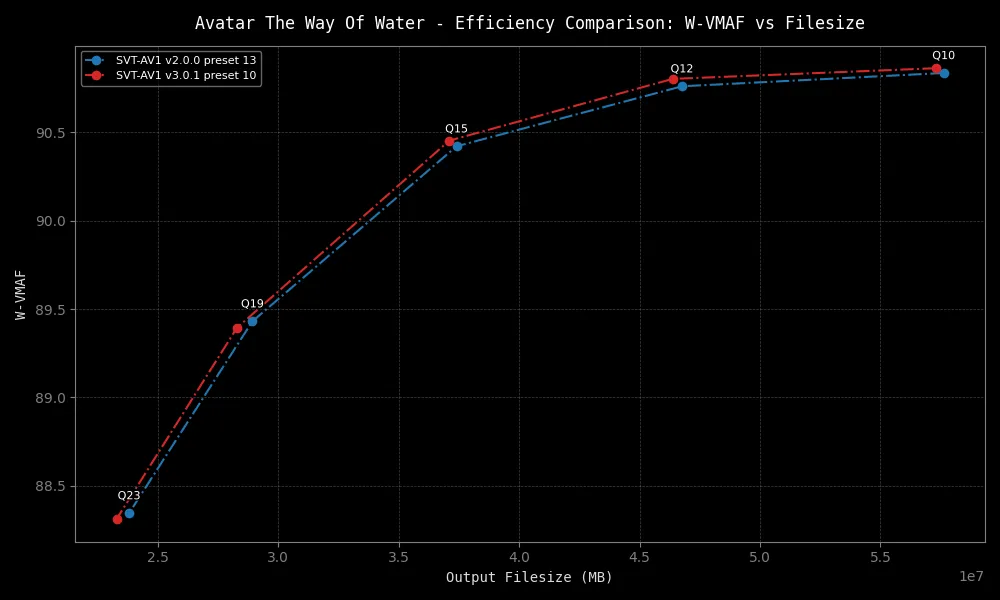 Avatar The Way Of Water - Efficiency Comparison: W-VMAF vs Filesize
SVT-AV1 v2.0.0 preset 13
SVT-AV1 v3.0.1 preset 10
Q10
Q12
Q15
Q19
Q23
90.5
90.0
89.5
89.0
88.5
W-VMAF
2.5
3.0
3.5
4.0
4.5
5.0
5.5
1e7
Output Filesize (MB)